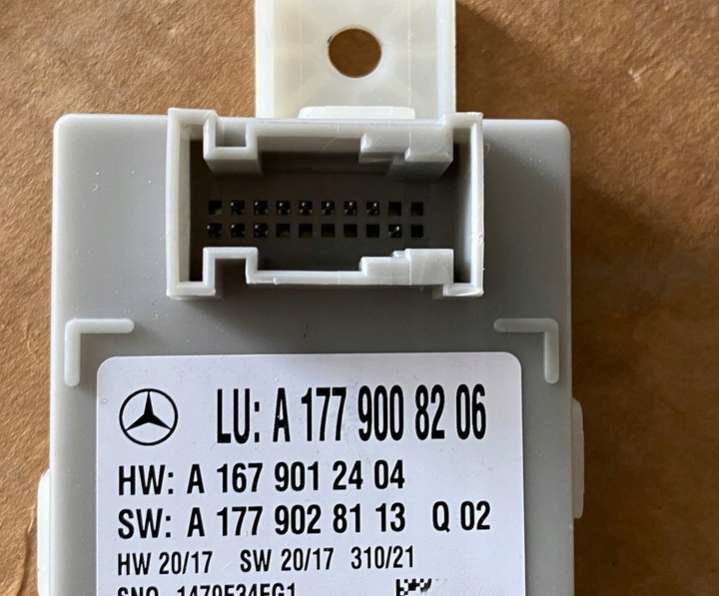 LU: A 177 900 82 06
HW: A 167 901 24 04
SW: A 177 902 81 13 Q 02
HW 20/17 SW 20/17 310/21